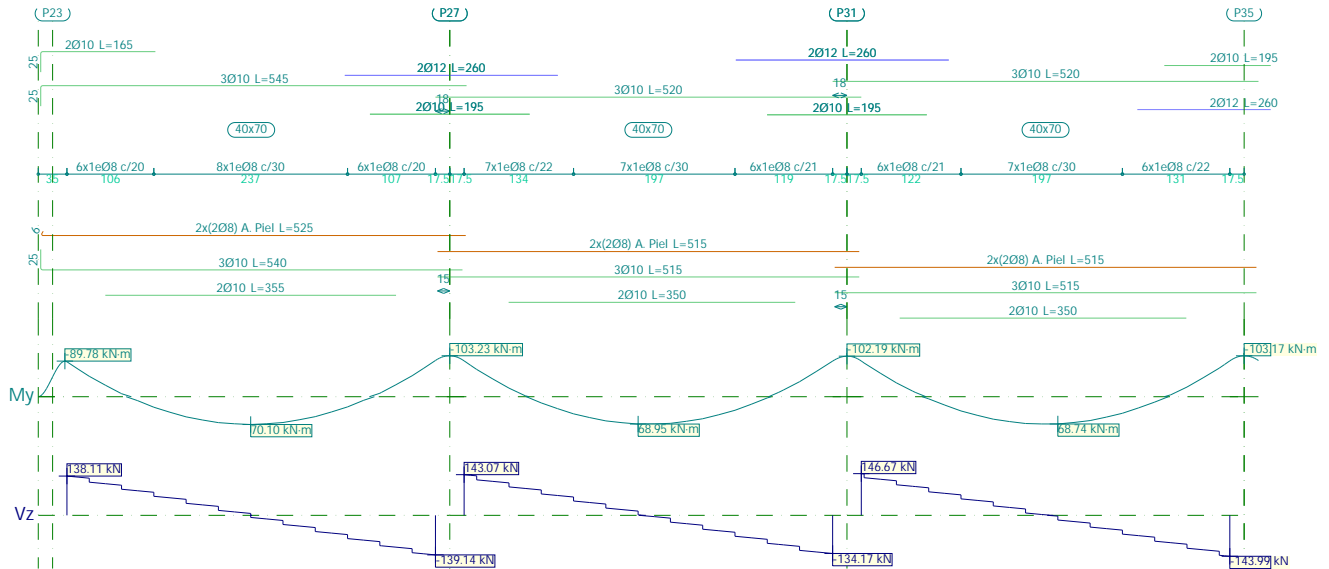 P23 P27 P31 P35
2Ø10 L=165
2Ø12 L=260
2Ø10 L=195
25
2Ø12 L=260
3Ø10 L=520
3Ø10 L=545
18
25
3Ø10 L=520
18
2Ø10 L=195
2Ø10 L=195
2Ø12 L=260
40x70 40x70 40x70
6x1eØ8 c/20 8x1eØ8 c/30 6x1eØ8 c/20 7x1eØ8 c/22 7x1eØ8 c/30 6x1eØ8 c/21 6x1eØ8 c/21 7x1eØ8 c/30 6x1eØ8 c/22
35 106 237 107 17.5 17.5 134 197 119 17.5 17.5 122 197 131 17.5
6
2x(2Ø8) A. Piel L=525
2x(2Ø8) A. Piel L=515
2x(2Ø8) A. Piel L=515
25
3Ø10 L=540
3Ø10 L=515
15
3Ø10 L=515
2Ø10 L=355
2Ø10 L=350
15
2Ø10 L=350
-89.78 kN·m -103.23 kN·m -102.19 kN·m -103.17 kN·m
My
70.10 kN·m 68.95 kN·m 68.74 kN·m
138.11 kN 143.07 kN 146.67 kN
Vz
-139.14 kN -134.17 kN -143.99 kN